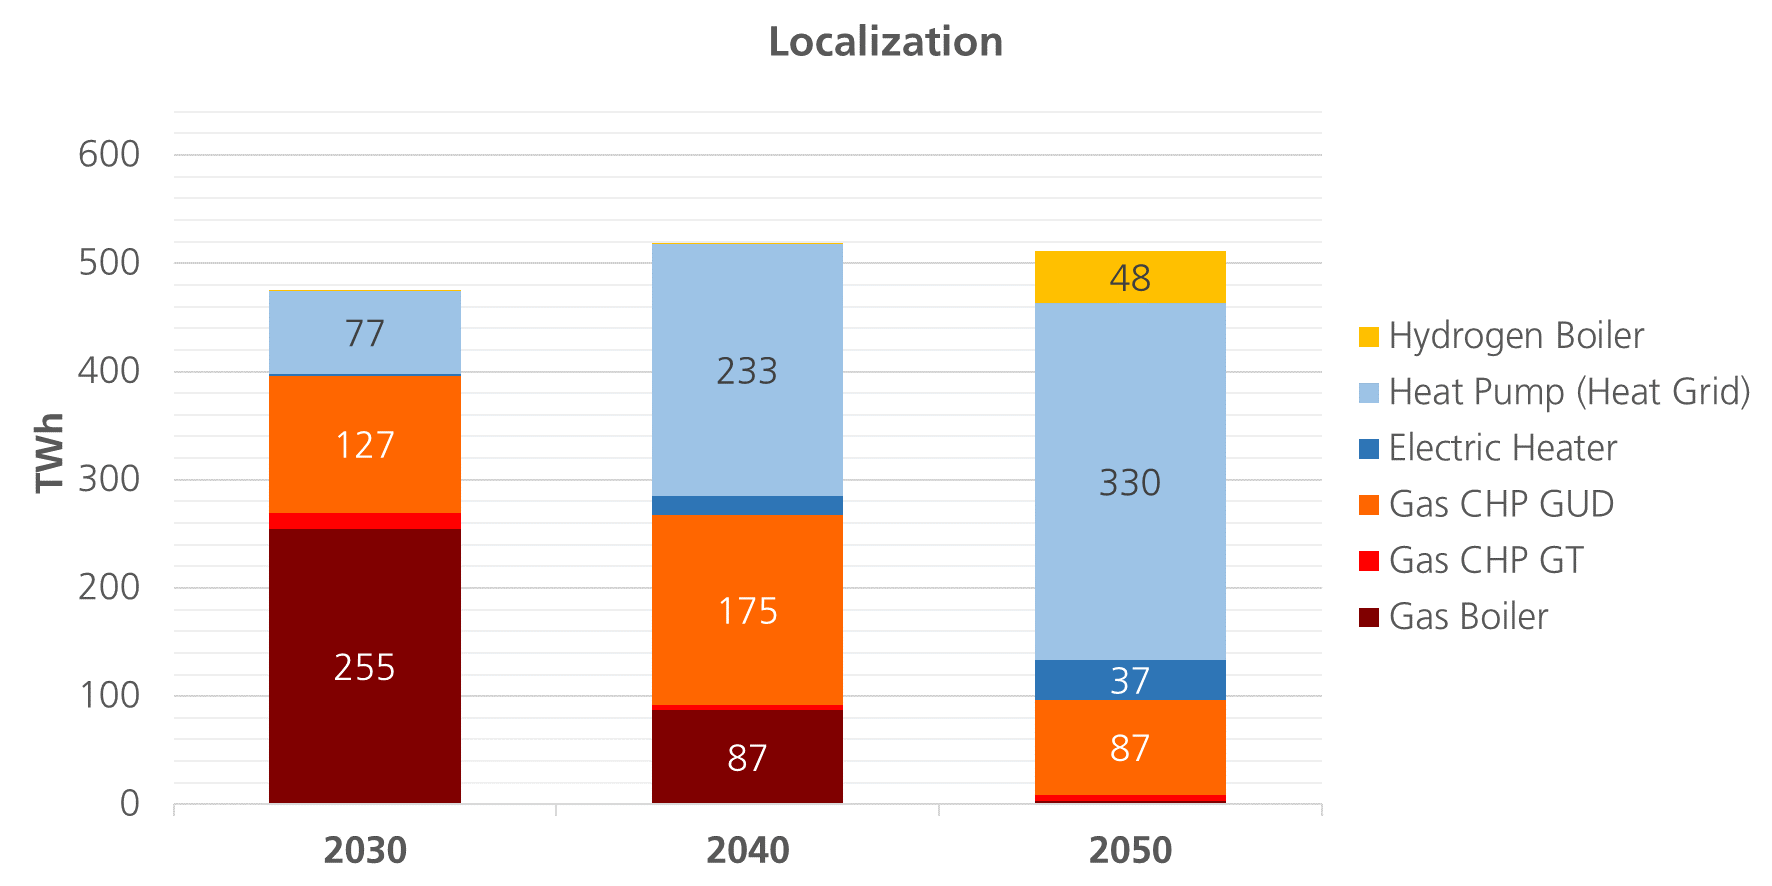 Localization
TWh
600
500
400
300
200
100
0
77
127
255
233
175
87
48
330
37
87
2030
2040
2050
Hydrogen Boiler
Heat Pump (Heat Grid)
Electric Heater
Gas CHP GUD
Gas CHP GT
Gas Boiler